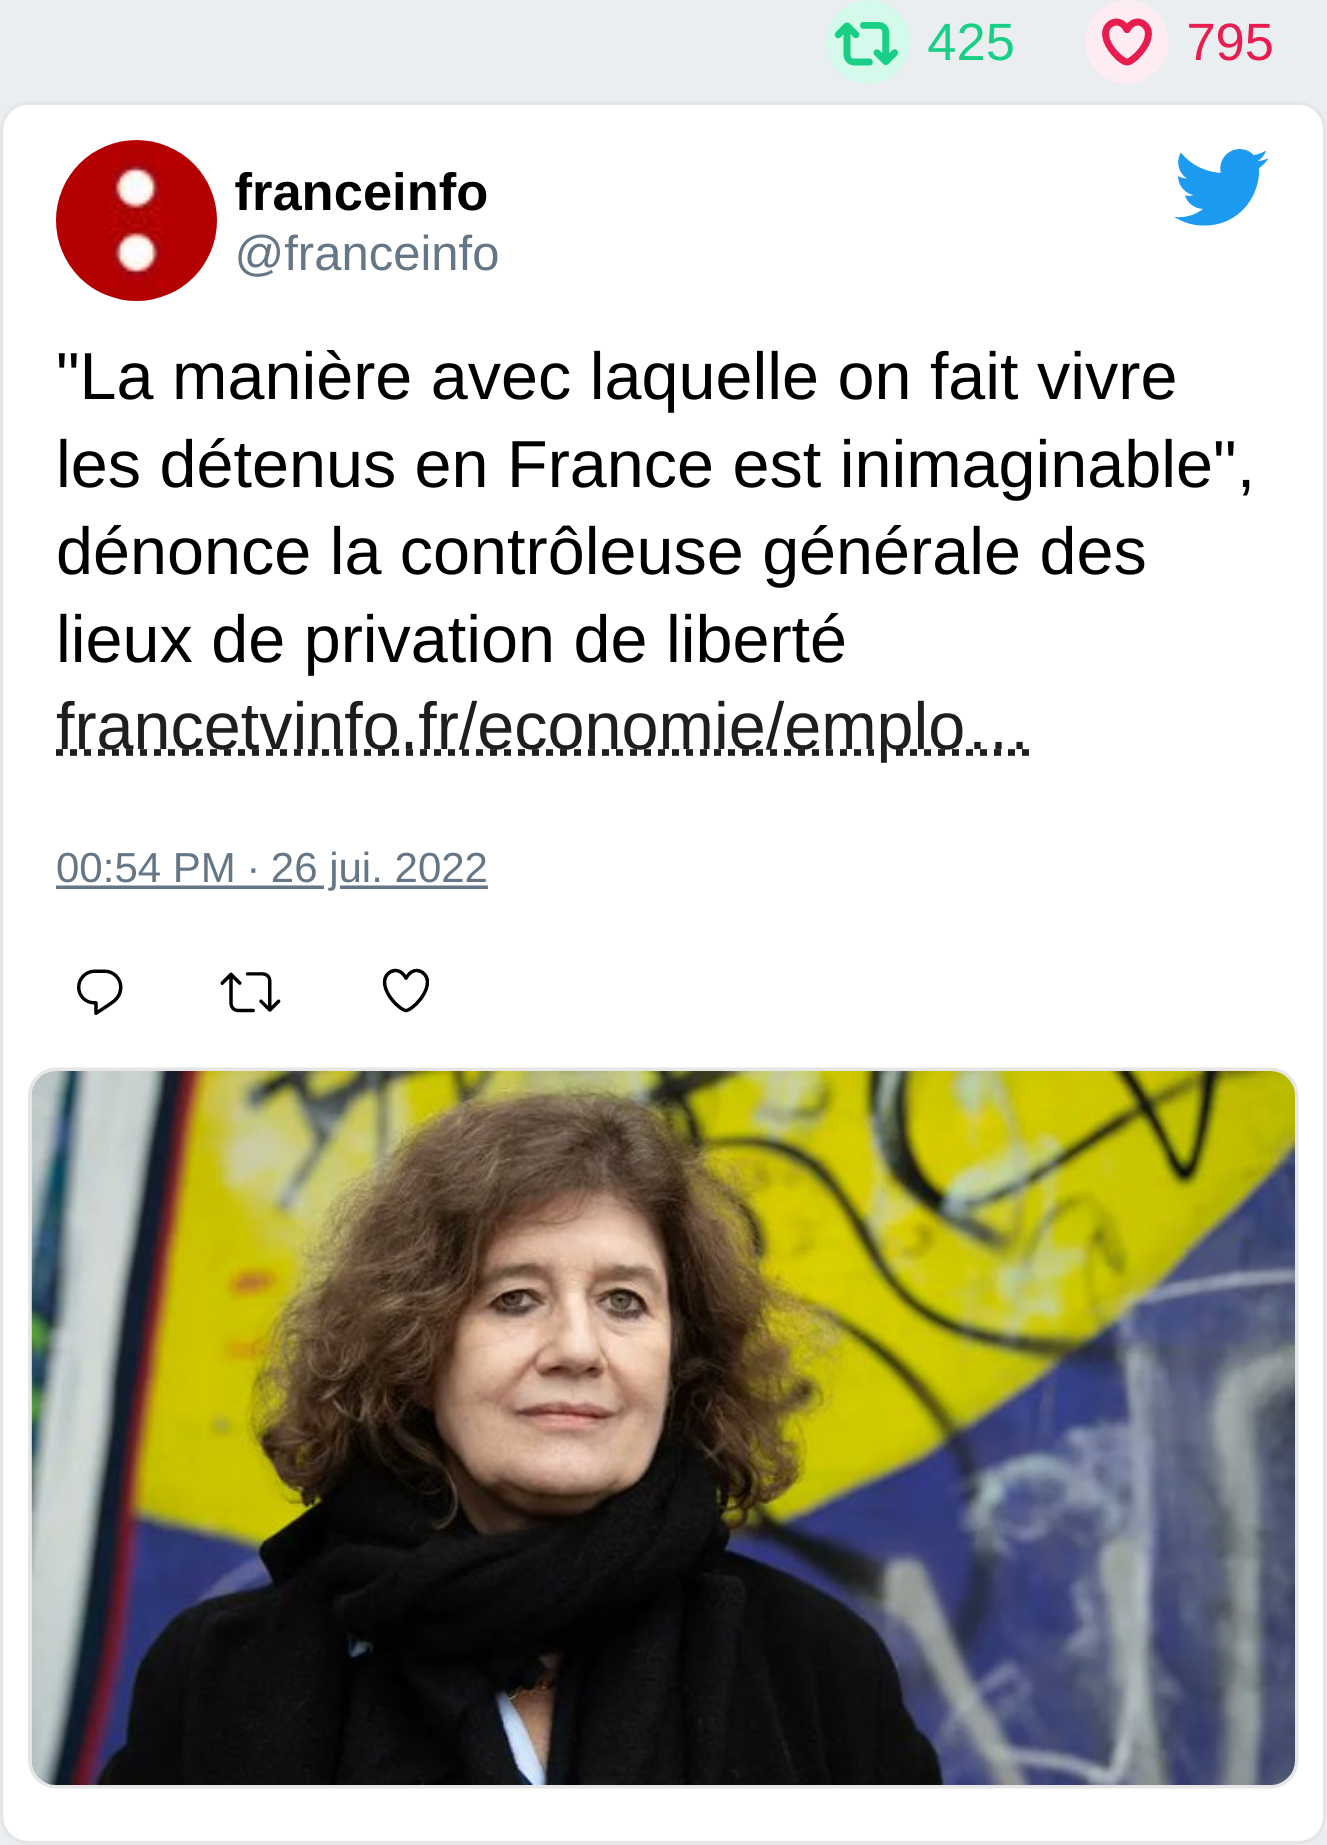 425 795
franceinfo
@franceinfo
"La manière avec laquelle on fait vivre
les détenus en France est inimaginable",
dénonce la contrôleuse générale des
lieux de privation de liberté
francetvinfo.fr/economie/emplo...
00:54 PM · 26 jui. 2022